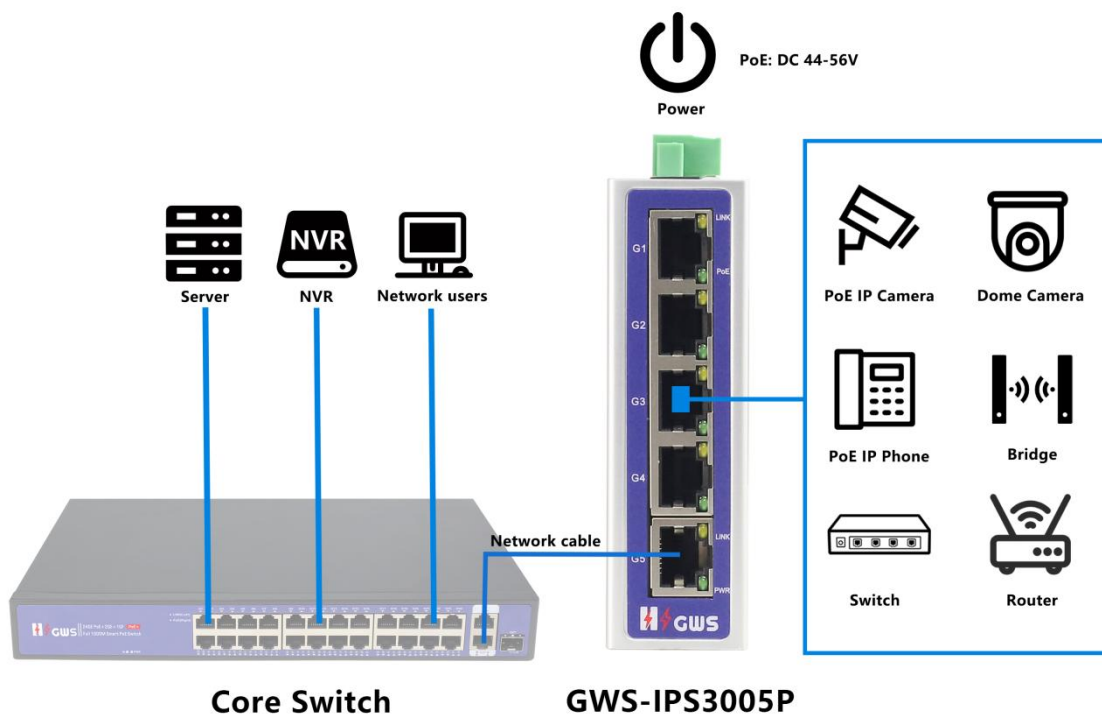 PoE: DC 44-56V
Power
LINK
G1
PoE
G2
G3
G4
LINK
G5
PWR
GWS
NVR
Server
NVR
Network users
Network cable
PoE IP Camera
Dome Camera
PoE IP Phone
Bridge
Switch
Router
GWS
Core Switch
GWS-IPS3005P